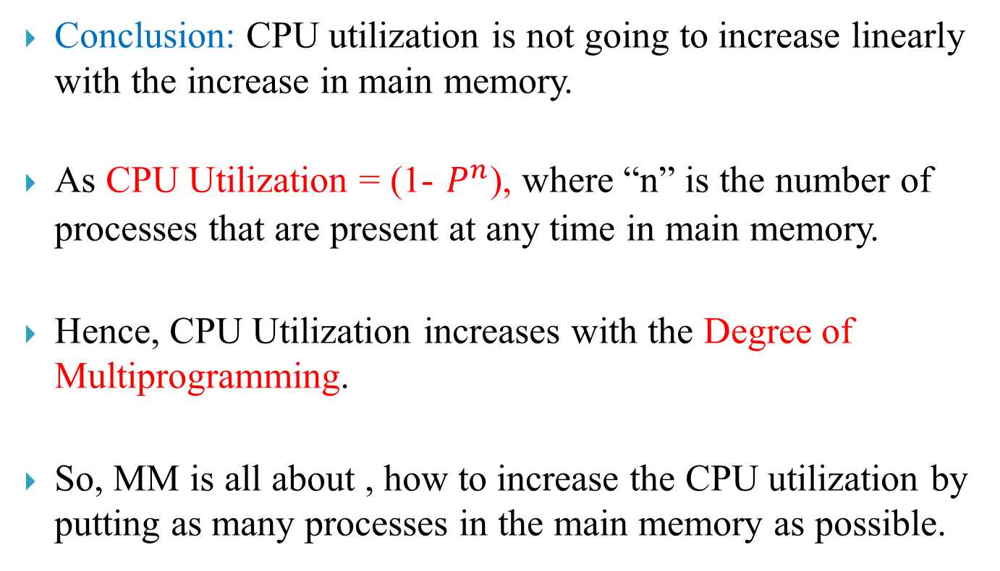 Conclusion: CPU utilization is not going to increase linearly
with the increase in main memory.
As CPU Utilization = (1- Pⁿ), where “n” is the number of
processes that are present at any time in main memory.
Hence, CPU Utilization increases with the Degree of
Multiprogramming.
So, MM is all about , how to increase the CPU utilization by
putting as many processes in the main memory as possible.